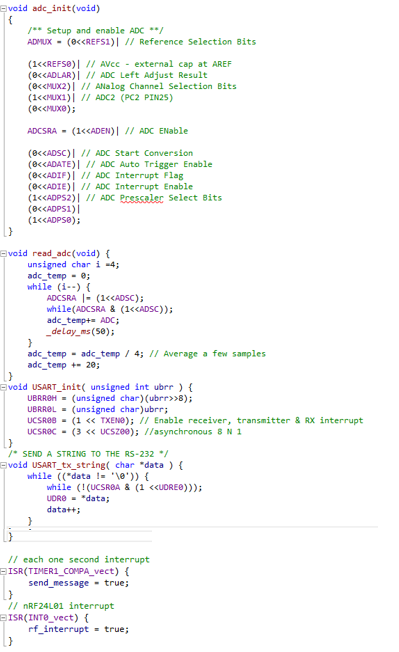 void adc_init(void)
{
/** Setup and enable ADC **/
ADMUX = (0<<REFS1)| // Reference Selection Bits
(1<<REFS0)| // AVcc - external cap at AREF
(0<<ADLAR)| // ADC Left Adjust Result
(0<<MUX2)| // ANalog Channel Selection Bits
(1<<MUX1)| // ADC2 (PC2 PIN25)
(0<<MUX0);
ADCSRA = (1<<ADEN)| // ADC ENable
(0<<ADSC)| // ADC Start Conversion
(0<<ADATE)| // ADC Auto Trigger Enable
(0<<ADIF)| // ADC Interrupt Flag
(0<<ADIE)| // ADC Interrupt Enable
(1<<ADPS2)| // ADC Prescaler Select Bits
(0<<ADPS1)|
(1<<ADPS0);
}
void read_adc(void) {
unsigned char i =4;
adc_temp = 0;
while (i--) {
ADCSRA |= (1<<ADSC);
while(ADCSRA & (1<<ADSC));
adc_temp+= ADC;
_delay_ms(50);
}
adc_temp = adc_temp / 4; // Average a few samples
adc_temp += 20;
}
void USART_init( unsigned int ubrr ) {
UBRR0H = (unsigned char)(ubrr>>8);
UBRR0L = (unsigned char)ubrr;
UCSR0B = (1 << TXEN0); // Enable receiver, transmitter & RX interrupt
UCSR0C = (3 << UCSZ00); //asynchronous 8 N 1
}
/* SEND A STRING TO THE RS-232 */
void USART_tx_string( char *data ) {
while ((*data != '\0')) {
while (!(UCSR0A & (1 <<UDRE0)));
UDR0 = *data;
data++;
}
}
// each one second interrupt
ISR(TIMER1_COMPA_vect) {
send_message = true;
}
// nRF24L01 interrupt
ISR(INT0_vect) {
rf_interrupt = true;
}